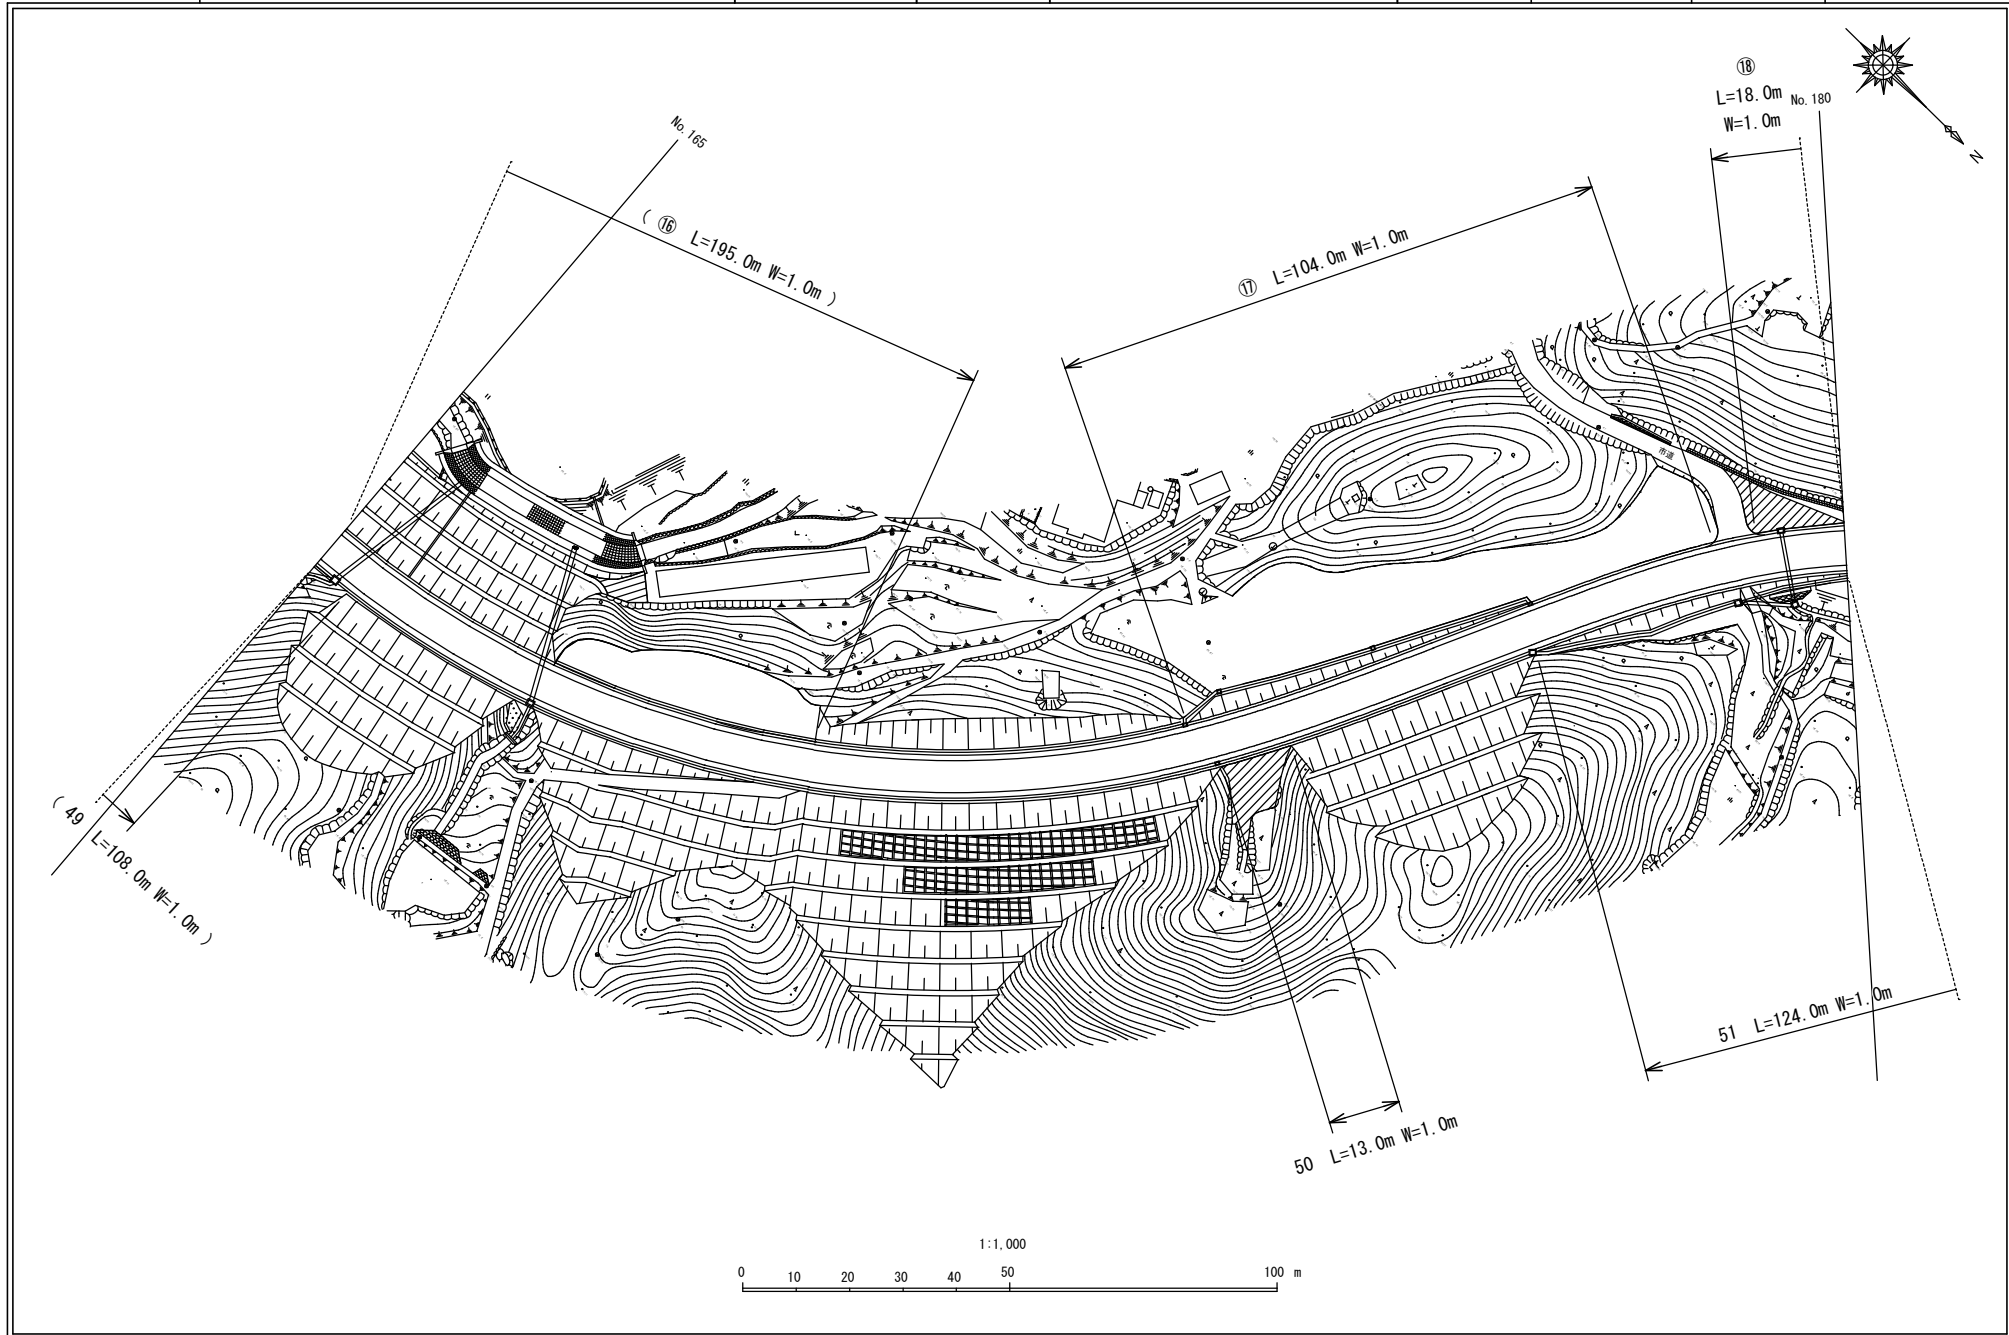 ⑱
L=18.0m
W=1.0m
No.180
N
No.165
( ⑯ L=195.0m W=1.0m )
⑰ L=104.0m W=1.0m
市道
( 49 L=108.0m W=1.0m )
51 L=124.0m W=1.0m
50 L=13.0m W=1.0m
1:1,000
0 10 20 30 40 50 100 m